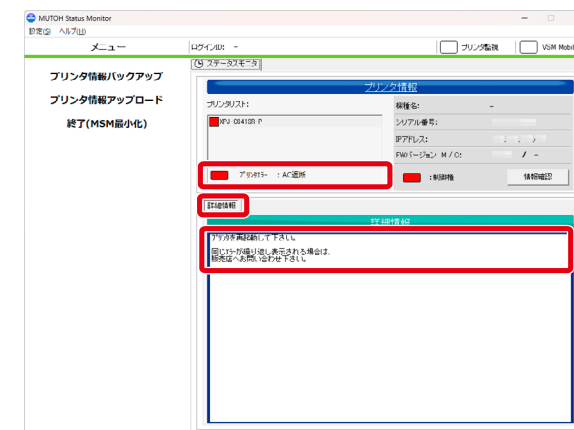 MUTOH Status Monitor
設定(S) ヘルプ(H)
メニュー
ログインID: -
プリンタ監視
VSM Mobil
ステータスモニタ
プリンタ情報バックアップ
プリンタ情報アップロード
終了(MSM最小化)
プリンタ情報
プリンタリスト:
XPJ-C641SR-P
機種名: -
シリアル番号:
IPアドレス:
FWバージョン M / C: / -
プリンタエラー : AC遮断
:制御権
情報確認
詳細情報
詳細情報
プリンタを再起動して下さい。
同じエラーが繰り返し表示される場合は、
販売店へお問い合わせ下さい。